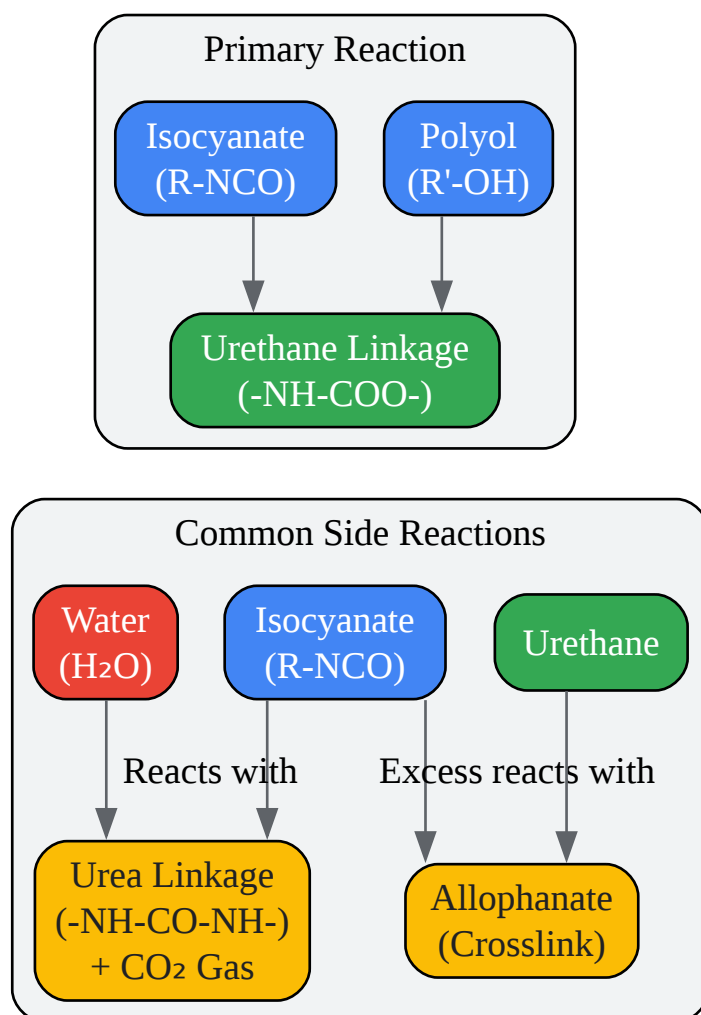 Primary Reaction
Isocyanate
(R-NCO)
Polyol
(R'-OH)
Urethane Linkage
(-NH-COO-)
Common Side Reactions
Water
(H₂O)
Isocyanate
(R-NCO)
Urethane
Reacts with
Excess reacts with
Urea Linkage
(-NH-CO-NH-)
+ CO₂ Gas
Allophanate
(Crosslink)